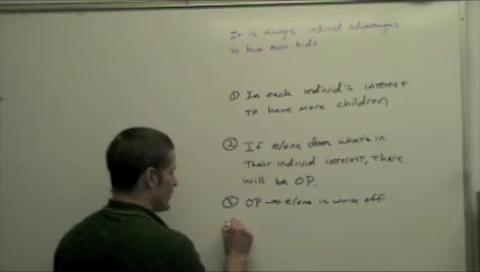 It is always individ advantageous
to have more kids
① In each individ's interest
to have more children
② If e/one does what's in
their individ interest, there
will be OP.
③ OP → e/one is worse off